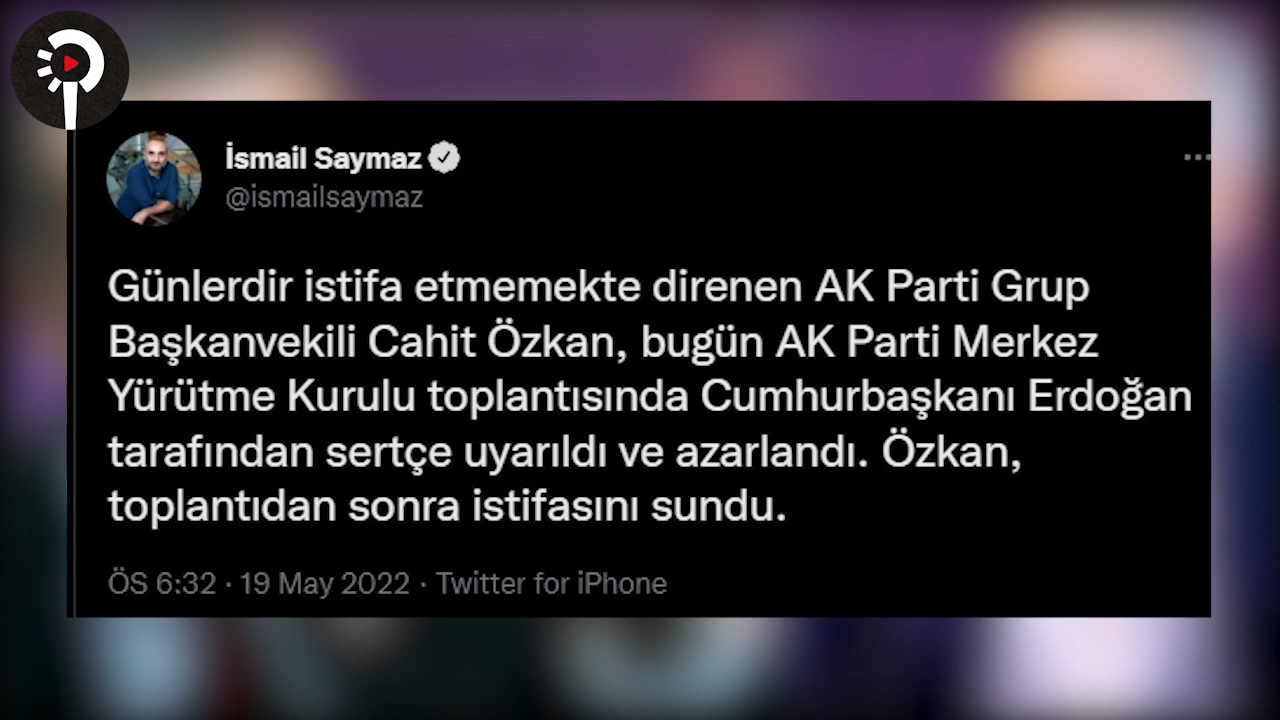 İsmail Saymaz
@ismailsaymaz
Günlerdir istifa etmemekte direnen AK Parti Grup
Başkanvekili Cahit Özkan, bugün AK Parti Merkez
Yürütme Kurulu toplantısında Cumhurbaşkanı Erdoğan
tarafından sertçe uyarıldı ve azarlandı. Özkan,
toplantıdan sonra istifasını sundu.
ÖS 6:32 · 19 May 2022 · Twitter for iPhone